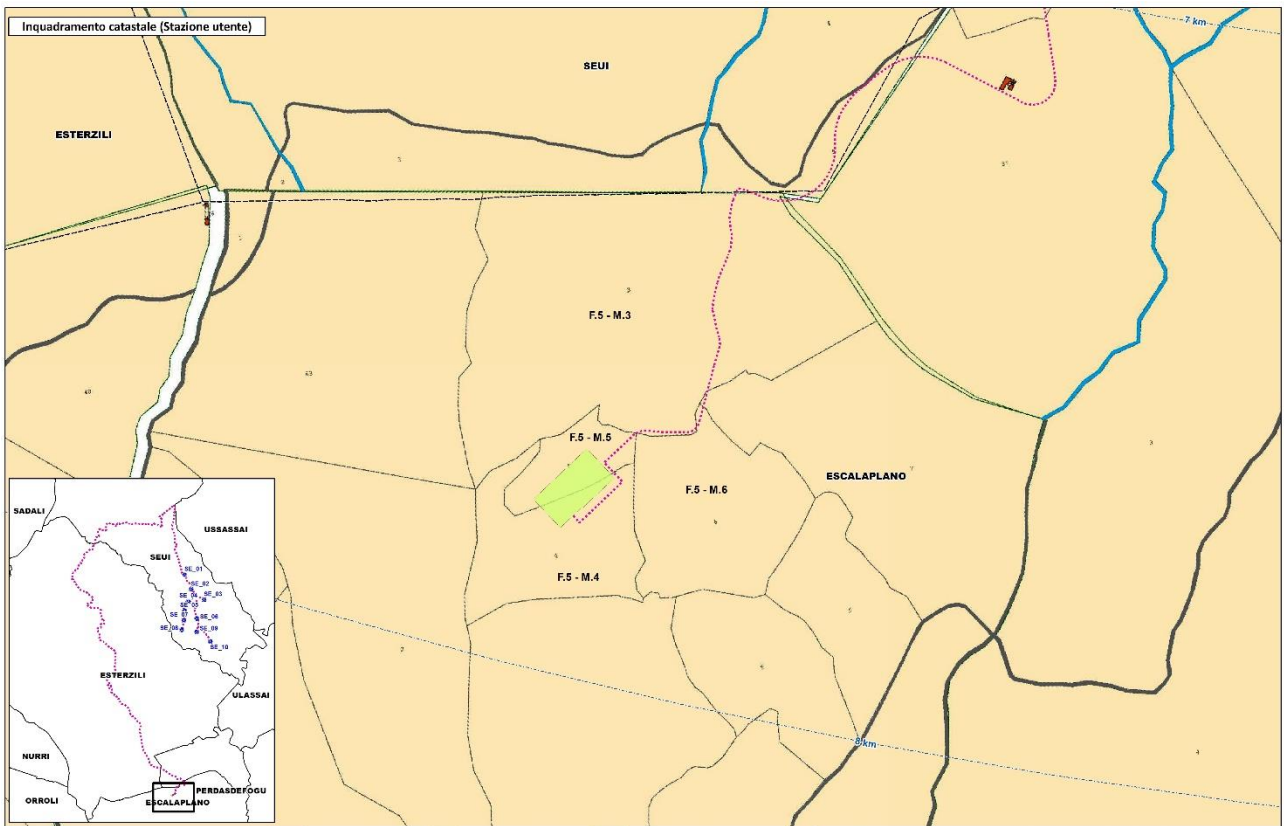 Inquadramento catastale (Stazione utente)
7 km
SEUI
ESTERZILI
F.5 - M.3
63
60
F.5 - M.5
F.5 - M.6
ESCALAPLANO
F.5 - M.4
8 km
SADALI
USSASSAI
SEUI
SE_01
SE_02
SE_04
SE_03
SE_05
SE_07
SE_06
SE_08
SE_09
SE_10
ESTERZILI
ULASSAI
NURRI
PERDASDEFOGU
ORROLI
ESCALAPLANO